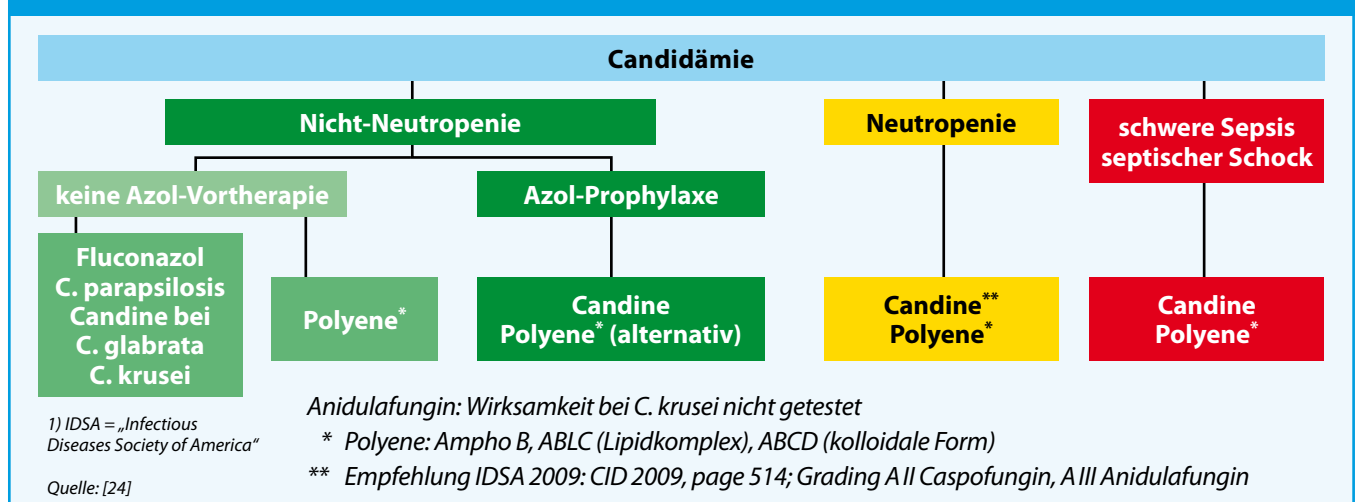 Candidämie
Nicht-Neutropenie
Neutropenie
schwere Sepsis
septischer Schock
keine Azol-Vortherapie
Azol-Prophylaxe
Fluconazol
C. parapsilosis
Candine bei
C. glabrata
C. krusei
Polyene*
Candine
Polyene* (alternativ)
Candine**
Polyene*
Candine
Polyene*
Anidulafungin: Wirksamkeit bei C. krusei nicht getestet
* Polyene: Ampho B, ABLC (Lipidkomplex), ABCD (kolloidale Form)
** Empfehlung IDSA 2009: CID 2009, page 514; Grading A II Caspofungin, A III Anidulafungin
1) IDSA = „Infectious
Diseases Society of America“
Quelle: [24]